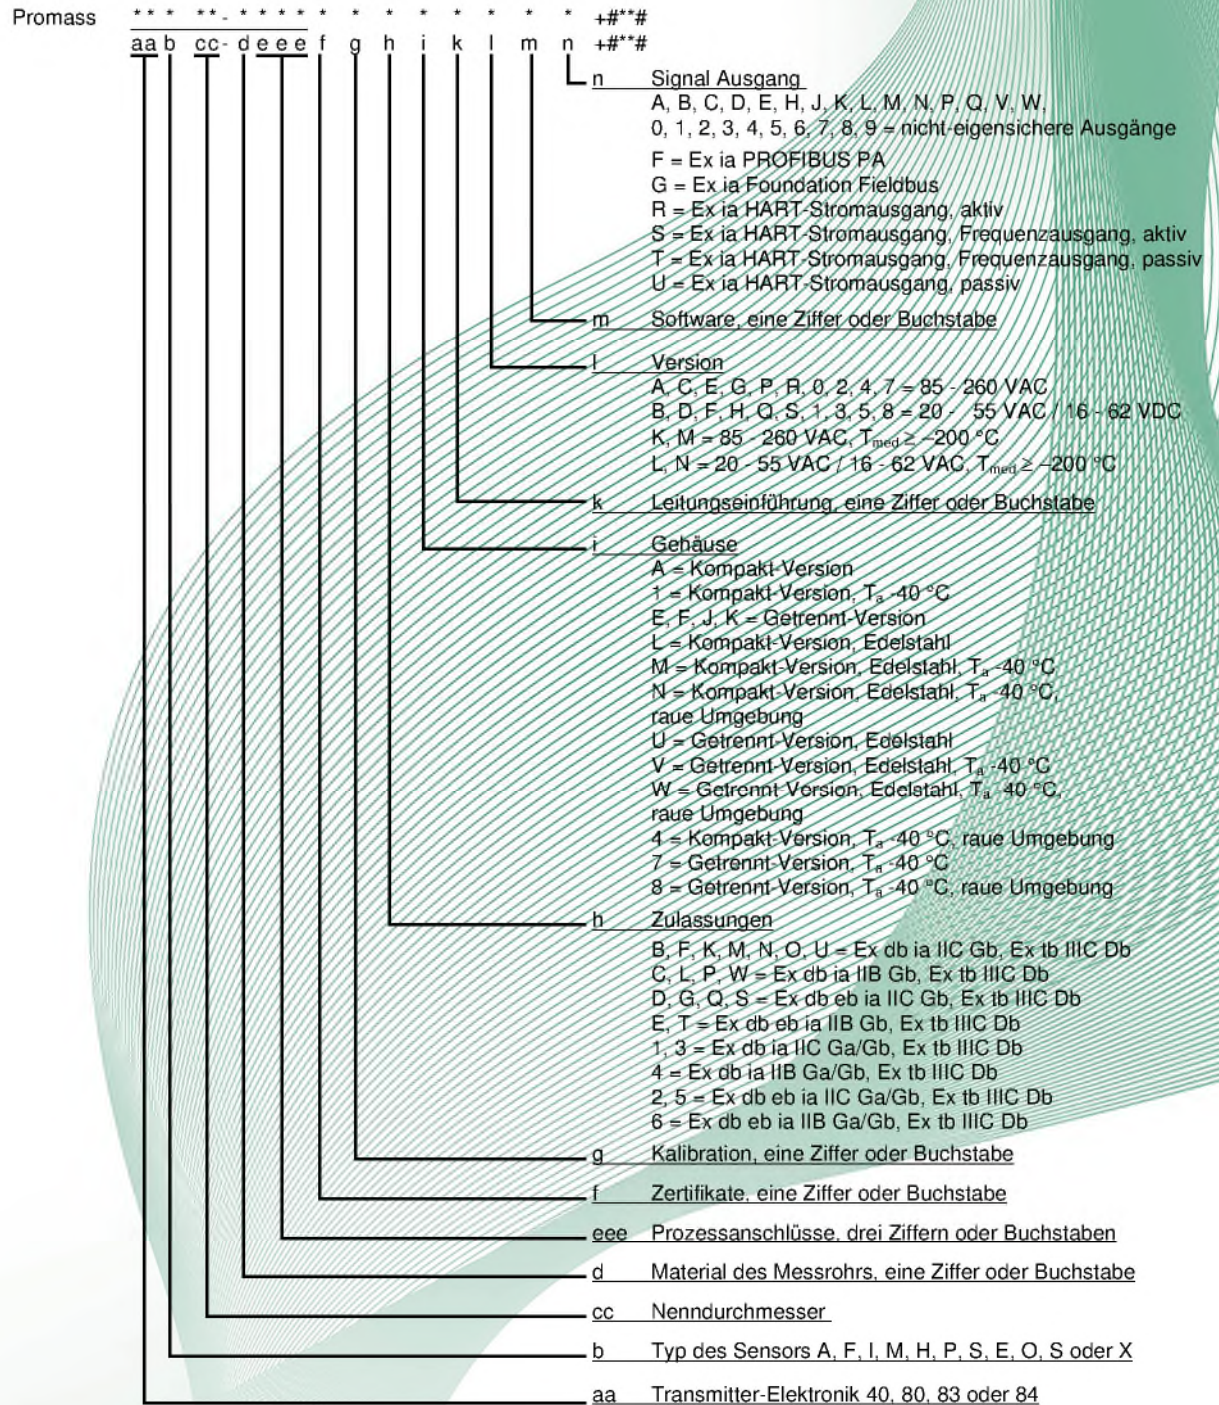 Promass * * * * * - * * * * * * * * * * * * +#**#
aa b cc - d e e e f g h i k l m n +#**#
n Signal Ausgang
A, B, C, D, E, H, J, K, L, M, N, P, Q, V, W,
0, 1, 2, 3, 4, 5, 6, 7, 8, 9 = nicht-eigensichere Ausgänge
F = Ex ia PROFIBUS PA
G = Ex ia Foundation Fieldbus
R = Ex ia HART-Stromausgang, aktiv
S = Ex ia HART-Stromausgang, Frequenzausgang, aktiv
T = Ex ia HART-Stromausgang, Frequenzausgang, passiv
U = Ex ia HART-Stromausgang, passiv
m Software, eine Ziffer oder Buchstabe
l Version
A, C, E, G, P, R, 0, 2, 4, 7 = 85 - 260 VAC
B, D, F, H, Q, S, 1, 3, 5, 8 = 20 - 55 VAC / 16 - 62 VDC
K, M = 85 - 260 VAC, Tmed ≥ –200 °C
L, N = 20 - 55 VAC / 16 - 62 VAC, Tmed ≥ –200 °C
k Leitungseinführung, eine Ziffer oder Buchstabe
i Gehäuse
A = Kompakt-Version
1 = Kompakt-Version, Ta -40 °C
E, F, J, K = Getrennt-Version
L = Kompakt-Version, Edelstahl
M = Kompakt-Version, Edelstahl, Ta -40 °C
N = Kompakt-Version, Edelstahl, Ta -40 °C,
raue Umgebung
U = Getrennt-Version, Edelstahl
V = Getrennt-Version, Edelstahl, Ta -40 °C
W = Getrennt-Version, Edelstahl, Ta -40 °C,
raue Umgebung
4 = Kompakt-Version, Ta -40 °C, raue Umgebung
7 = Getrennt-Version, Ta -40 °C
8 = Getrennt-Version, Ta -40 °C, raue Umgebung
h Zulassungen
B, F, K, M, N, O, U = Ex db ia IIC Gb, Ex tb IIIC Db
C, L, P, W = Ex db ia IIB Gb, Ex tb IIIC Db
D, G, Q, S = Ex db eb ia IIC Gb, Ex tb IIIC Db
E, T = Ex db eb ia IIB Gb, Ex tb IIIC Db
1, 3 = Ex db ia IIC Ga/Gb, Ex tb IIIC Db
4 = Ex db ia IIB Ga/Gb, Ex tb IIIC Db
2, 5 = Ex db eb ia IIC Ga/Gb, Ex tb IIIC Db
6 = Ex db eb ia IIB Ga/Gb, Ex tb IIIC Db
g Kalibration, eine Ziffer oder Buchstabe
f Zertifikate, eine Ziffer oder Buchstabe
eee Prozessanschlüsse, drei Ziffern oder Buchstaben
d Material des Messrohrs, eine Ziffer oder Buchstabe
cc Nenndurchmesser
b Typ des Sensors A, F, I, M, H, P, S, E, O, S oder X
aa Transmitter-Elektronik 40, 80, 83 oder 84